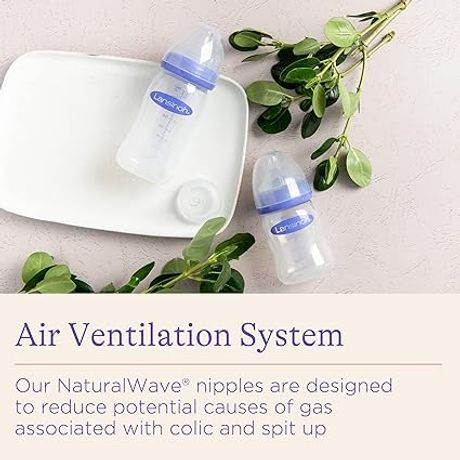 Lansinoh
Lansinoh
Air Ventilation System
Our NaturalWave® nipples are designed
to reduce potential causes of gas
associated with colic and spit up